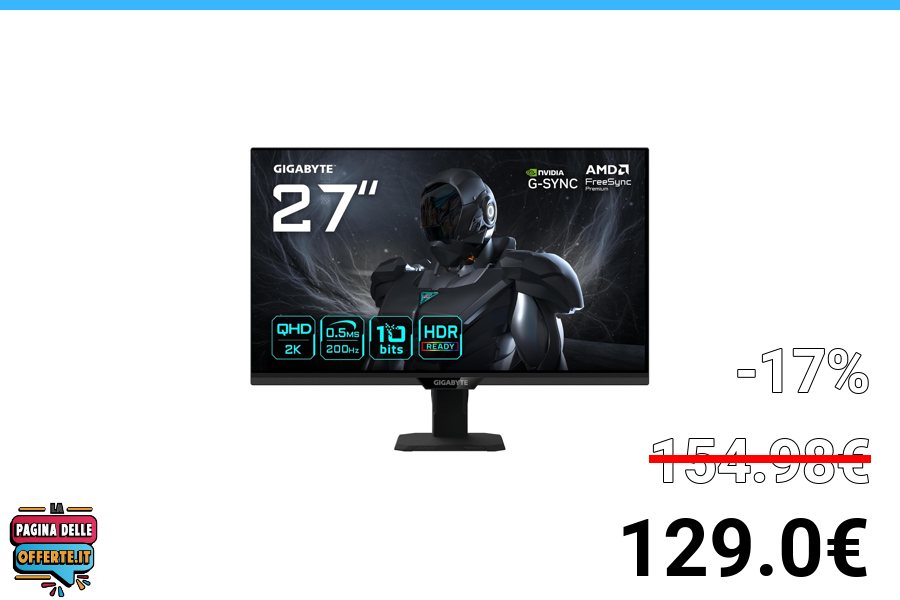 GIGABYTE
27"
NVIDIA
G-SYNC
AMD
FreeSync
Premium
QHD
2K
0.5MS
200Hz
10
bits
HDR
READY
GIGABYTE
-17%
154.98€
129.0€
LA
PAGINA DELLE
OFFERTE.IT